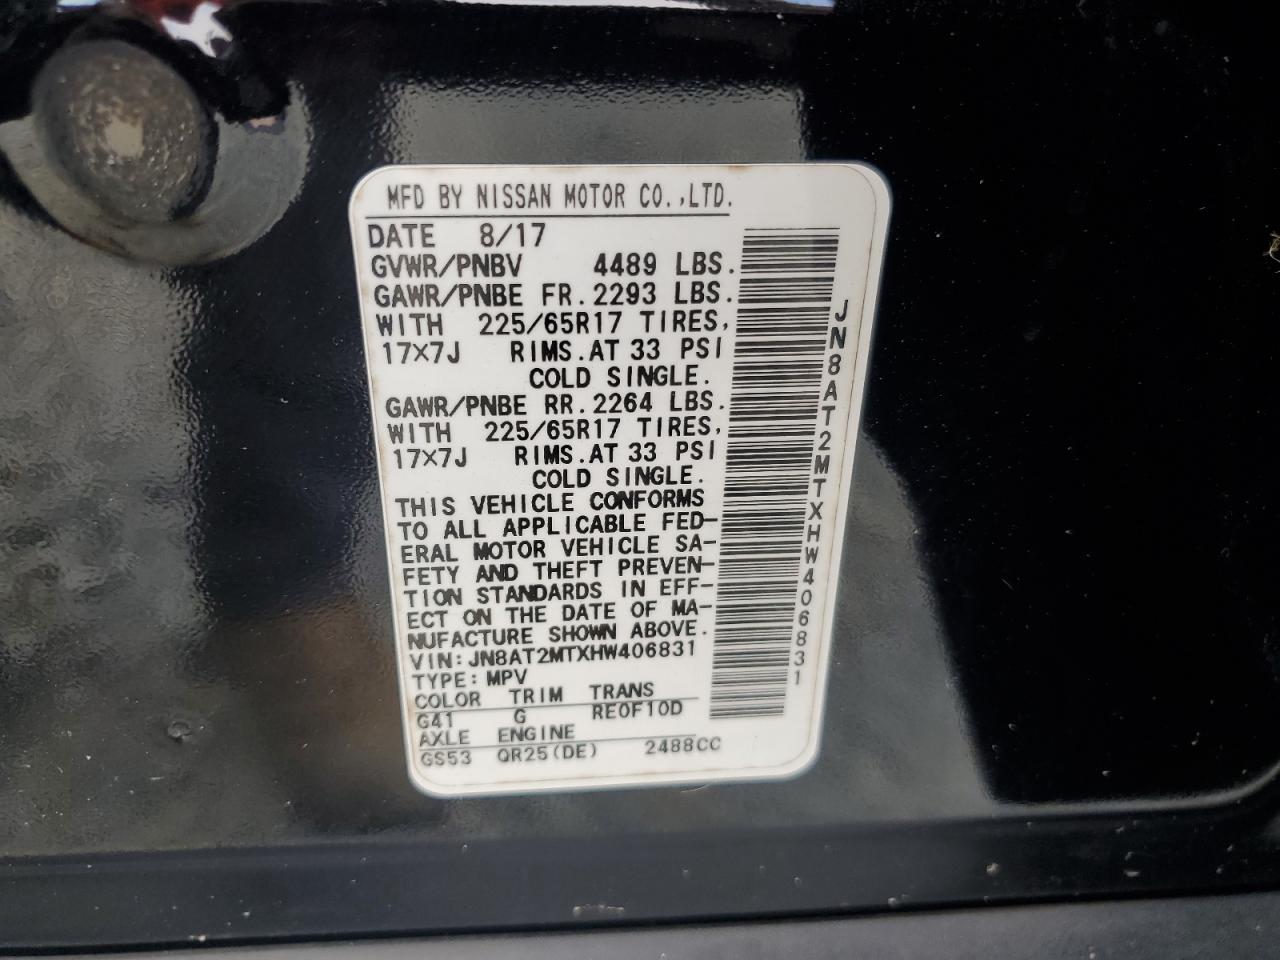 MFD BY NISSAN MOTOR CO.,LTD.
DATE 8/17
GVWR/PNBV 4489 LBS.
GAWR/PNBE FR.2293 LBS.
WITH 225/65R17 TIRES,
17X7J RIMS.AT 33 PSI
COLD SINGLE.
GAWR/PNBE RR.2264 LBS.
WITH 225/65R17 TIRES,
17X7J RIMS.AT 33 PSI
COLD SINGLE.
THIS VEHICLE CONFORMS
TO ALL APPLICABLE FED-
ERAL MOTOR VEHICLE SA-
FETY AND THEFT PREVEN-
TION STANDARDS IN EFF-
ECT ON THE DATE OF MA-
NUFACTURE SHOWN ABOVE.
VIN:JN8AT2MTXHW406831
TYPE:MPV
COLOR TRIM TRANS
G41 G RE0F10D
AXLE ENGINE
GS53 QR25(DE) 2488CC
JN8AT2MTXHW406831